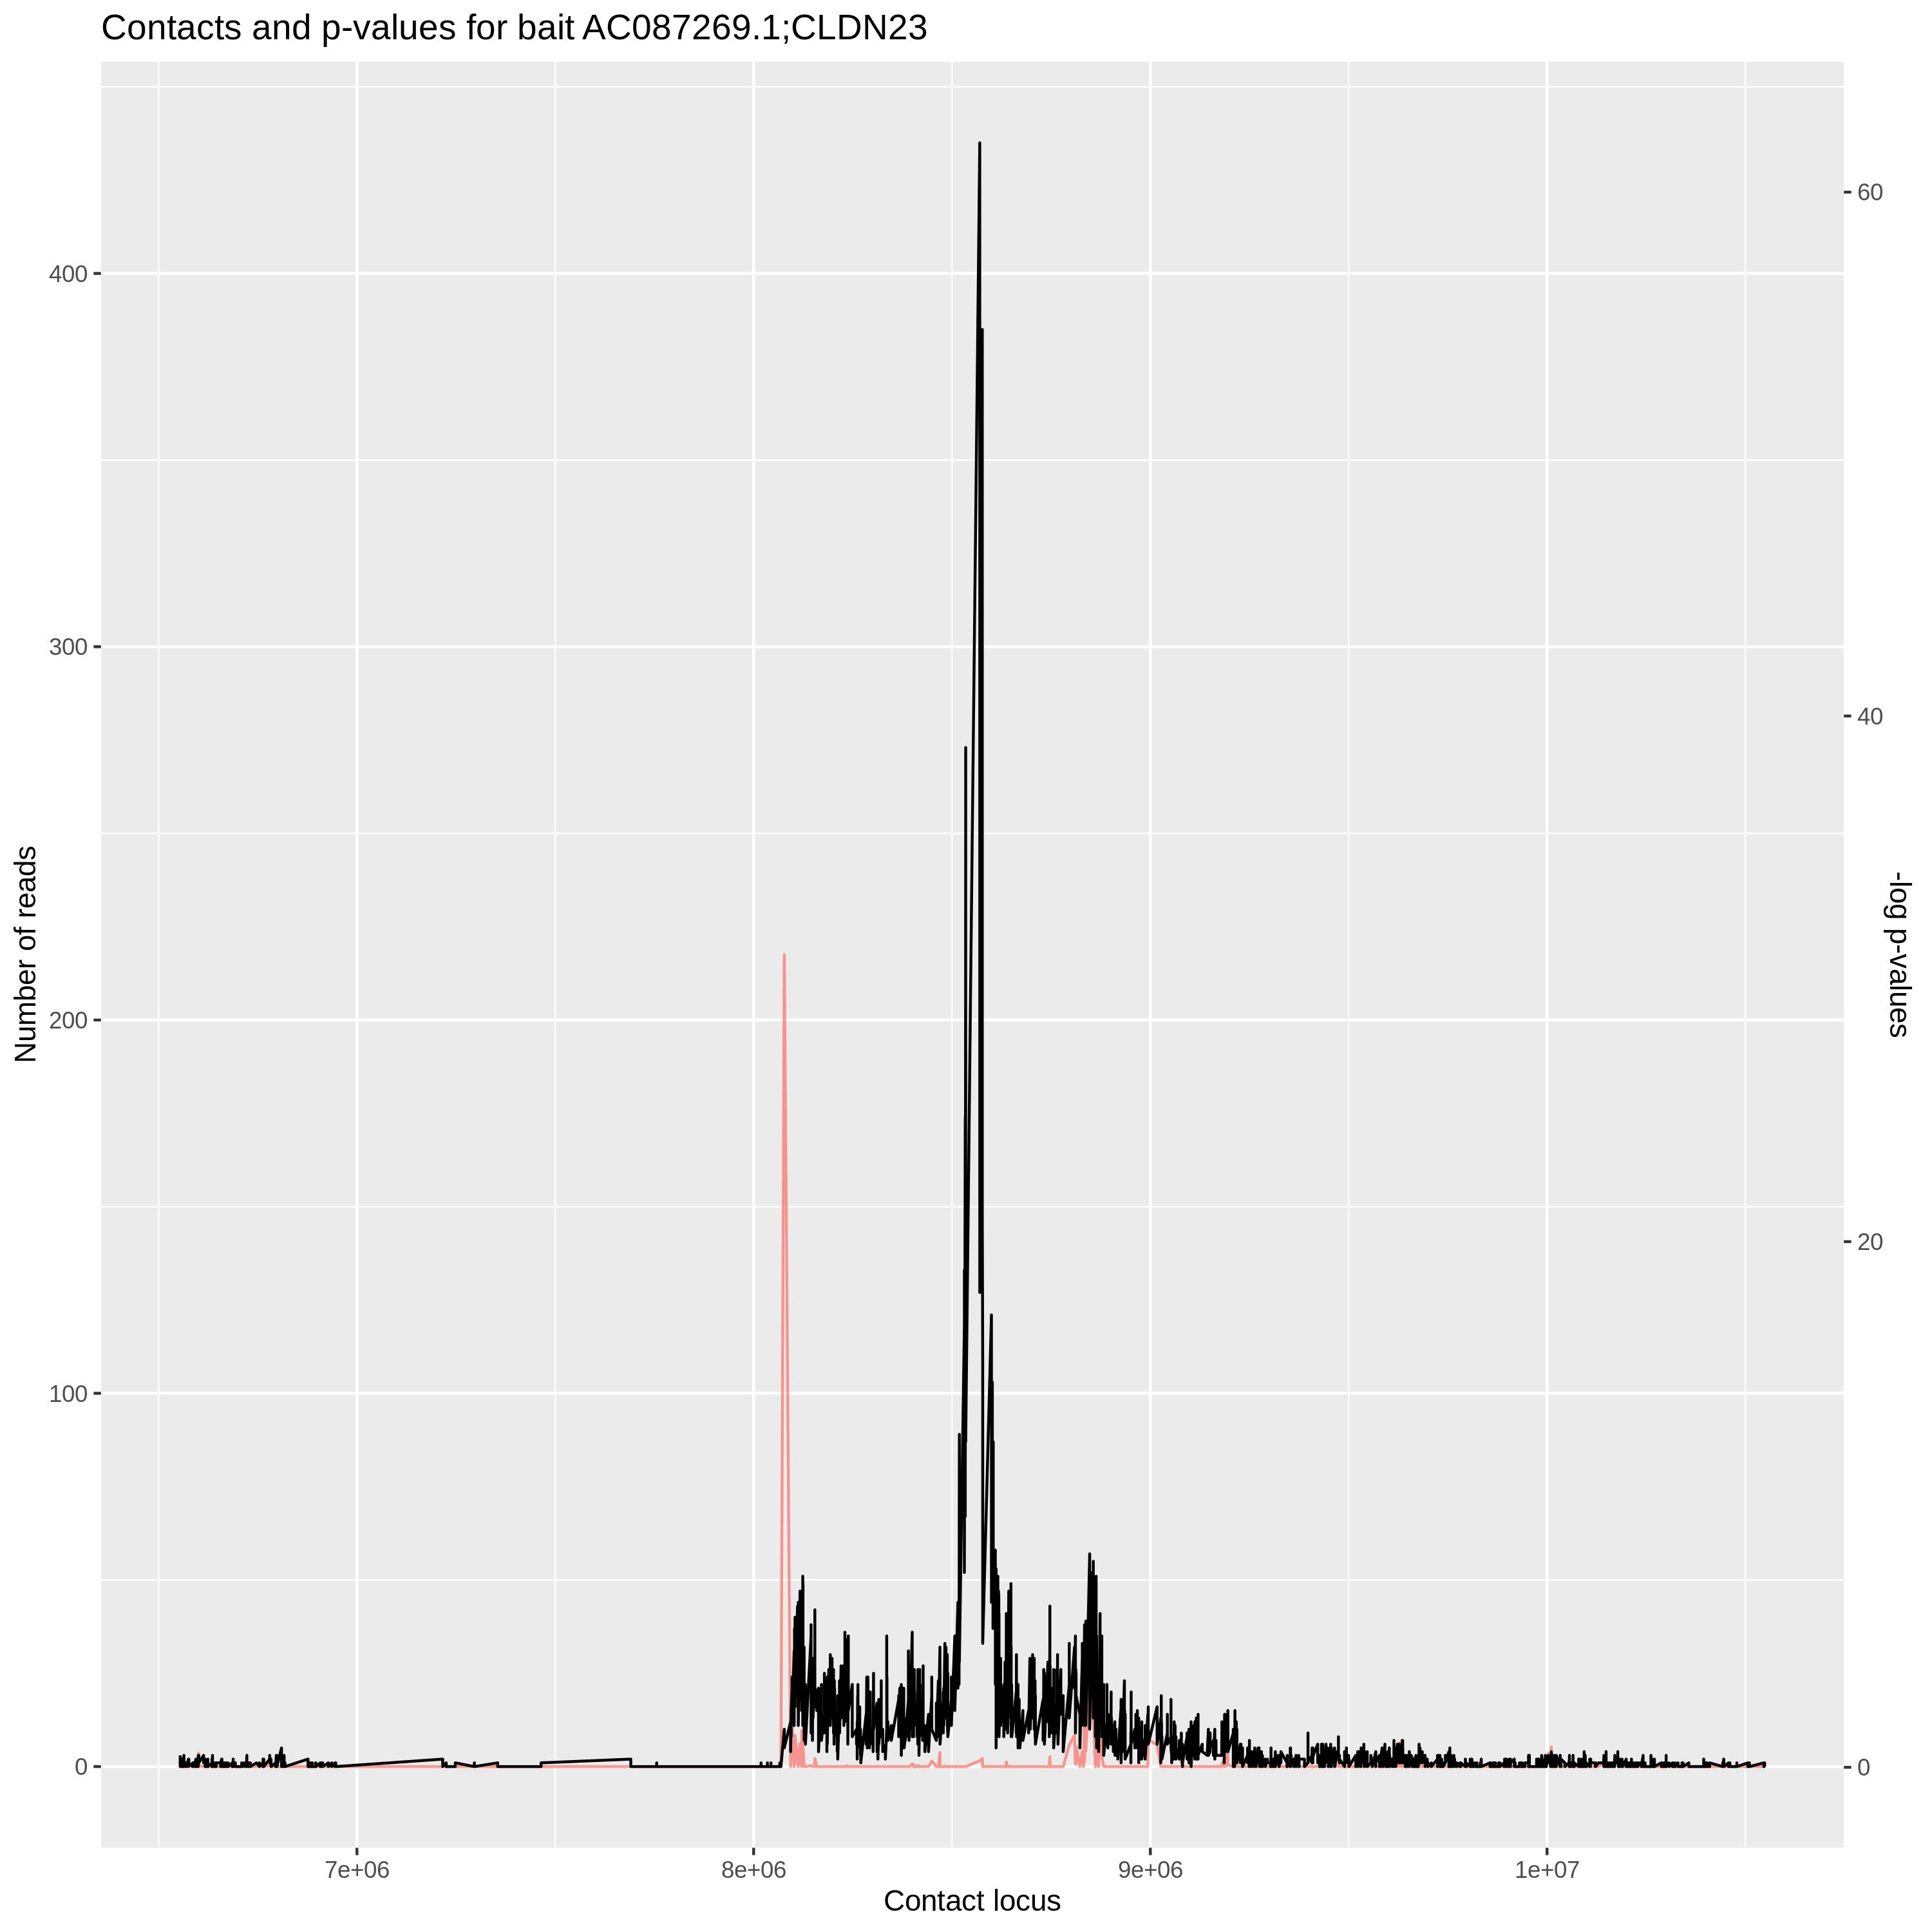 Contacts and p-values for bait AC087269.1;CLDN23
400
300
200
100
0
60
40
20
0
Number of reads
-log p-values
7e+06
8e+06
9e+06
1e+07
Contact locus